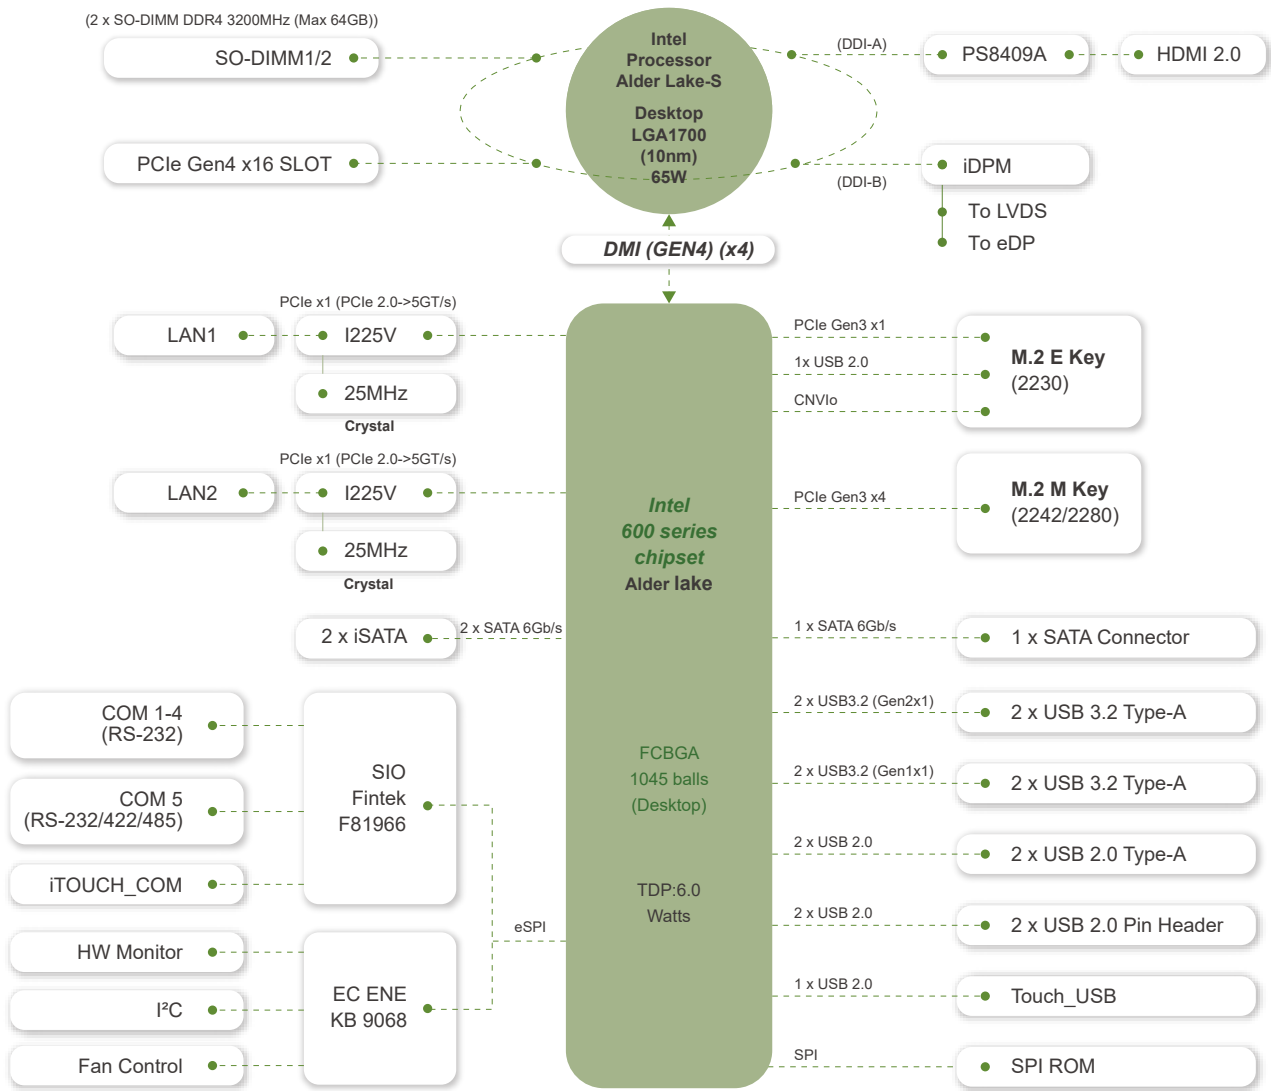 (2 x SO-DIMM DDR4 3200MHz (Max 64GB))
SO-DIMM1/2
PCIe Gen4 x16 SLOT
Intel
Processor
Alder Lake-S
Desktop
LGA1700
(10nm)
65W
(DDI-A)
PS8409A
HDMI 2.0
(DDI-B)
iDPM
To LVDS
To eDP
DMI (GEN4) (x4)
PCIe x1 (PCIe 2.0->5GT/s)
LAN1
I225V
25MHz
Crystal
PCIe x1 (PCIe 2.0->5GT/s)
LAN2
I225V
25MHz
Crystal
2 x iSATA
2 x SATA 6Gb/s
COM 1-4
(RS-232)
COM 5
(RS-232/422/485)
iTOUCH_COM
SIO
Fintek
F81966
HW Monitor
I²C
Fan Control
EC ENE
KB 9068
eSPI
Intel
600 series
chipset
Alder lake
FCBGA
1045 balls
(Desktop)
TDP:6.0
Watts
PCIe Gen3 x1
1x USB 2.0
CNVIo
M.2 E Key
(2230)
PCIe Gen3 x4
M.2 M Key
(2242/2280)
1 x SATA 6Gb/s
1 x SATA Connector
2 x USB3.2 (Gen2x1)
2 x USB 3.2 Type-A
2 x USB3.2 (Gen1x1)
2 x USB 3.2 Type-A
2 x USB 2.0
2 x USB 2.0 Type-A
2 x USB 2.0
2 x USB 2.0 Pin Header
1 x USB 2.0
Touch_USB
SPI
SPI ROM